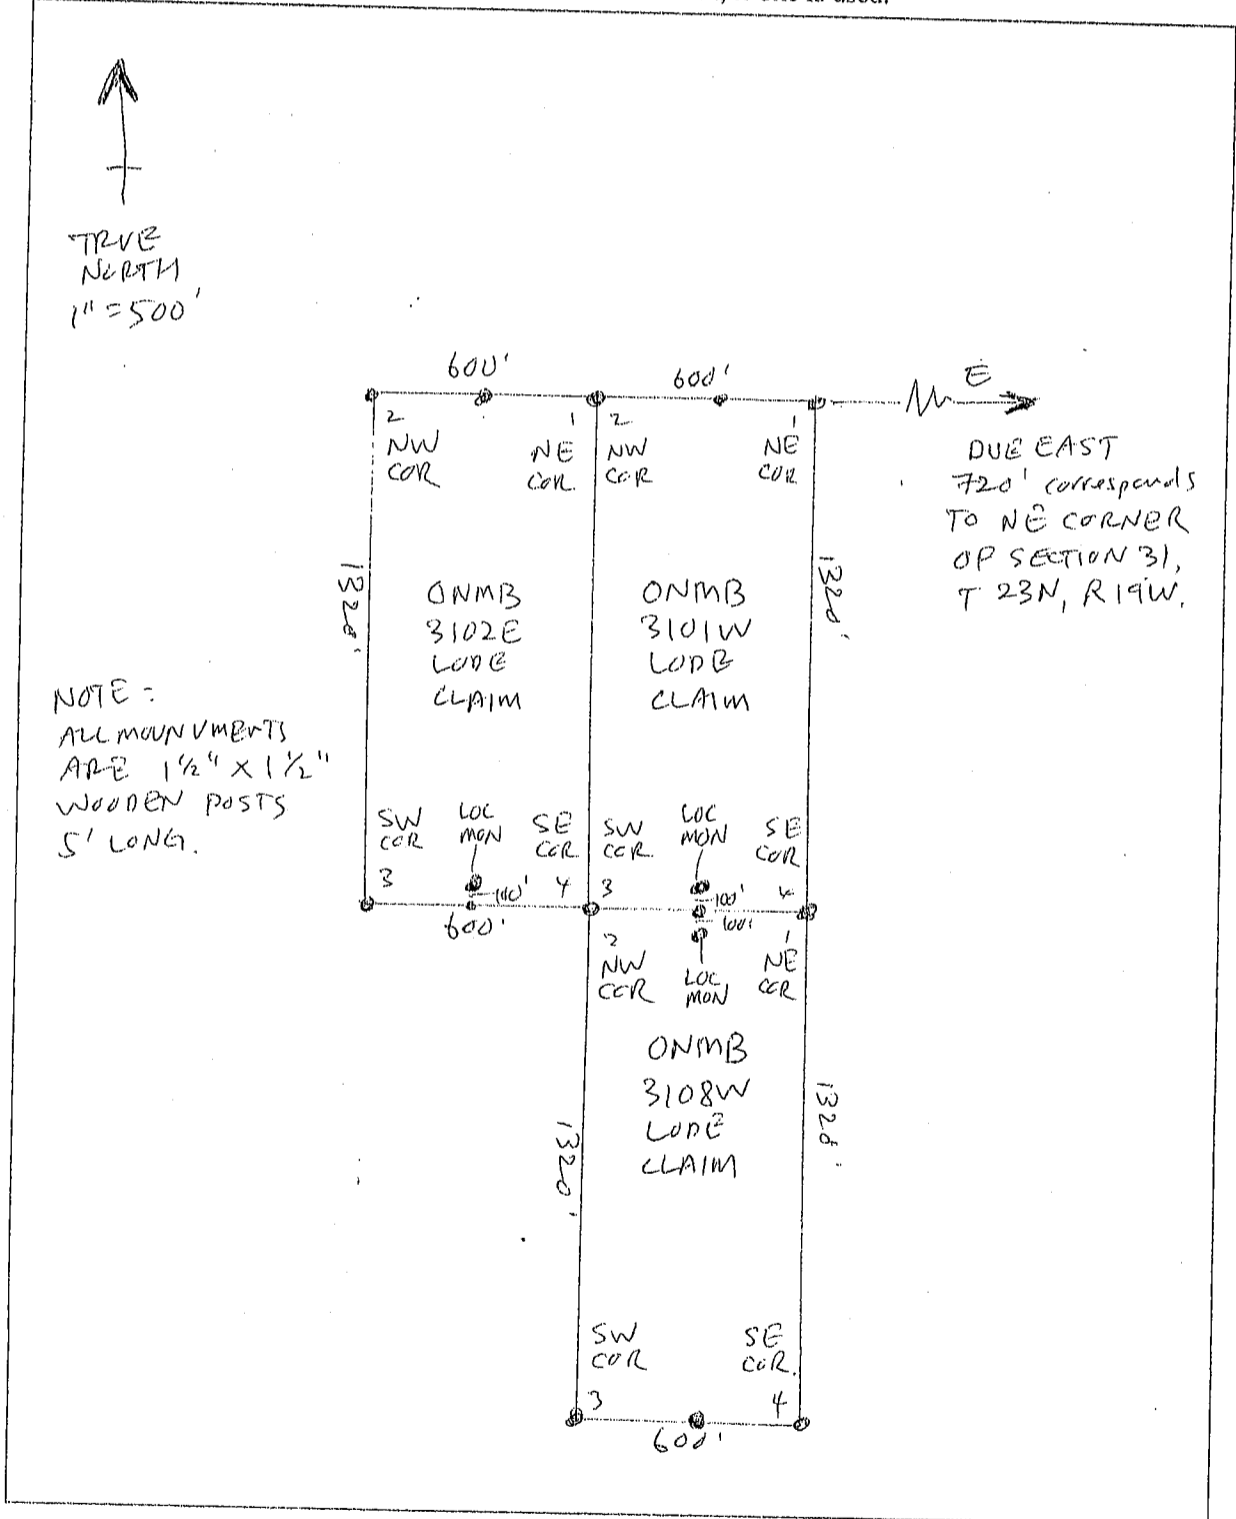 TRUE
NORTH
1" = 500'
600'
600'
E
2
NW
COR
1
NE
COR.
2
NW
COR
1
NE
COR
DUE EAST
720' corresponds
TO NE CORNER
OF SECTION 31,
T 23N, R19W.
1320'
ONMB
3102E
LODE
CLAIM
ONMB
3101W
LODE
CLAIM
1320'
NOTE:
ALL MOUNUMENTS
ARE 1½" X 1½"
WOODEN POSTS
5' LONG.
SW
COR
3
LOC
MON
100'
SE
COR.
4
600'
SW
COR.
3
LOC
MON
100'
SE
COR
4
100'
2
NW
COR
LOC
MON
1
NE
COR
ONMB
3108W
LODE
CLAIM
1320'
1320'
SW
COR
3
SE
COR.
4
600'